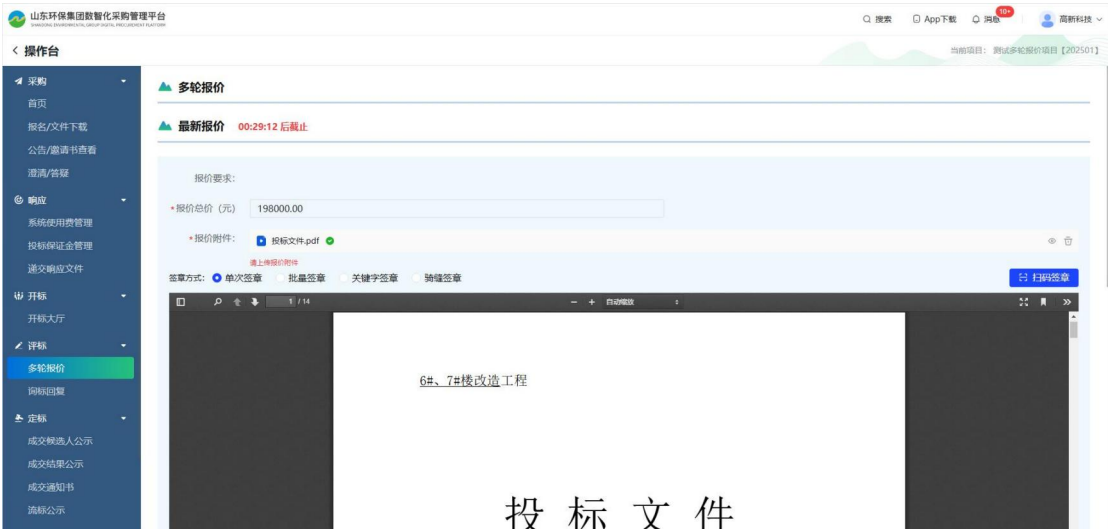 山东环保集团数智化采购管理平台
SHANDONG ENVIRONMENTAL GROUP DIGITAL PROCUREMENT PLATFORM
搜索 App下载 消息 10+ 高新科技
操作台 当前项目: 测试多轮报价项目【202501】
采购
首页
报名/文件下载
公告/邀请书查看
澄清/答疑
响应
系统使用费管理
投标保证金管理
递交响应文件
开标
开标大厅
评标
多轮报价
询标回复
定标
成交候选人公示
成交结果公示
成交通知书
流标公示
多轮报价
最新报价 00:29:12 后截止
报价要求:
*报价总价（元） 198000.00
*报价附件: 投标文件.pdf
请上传报价附件
签章方式: 单次签章 批量签章 关键字签章 骑缝签章 扫码签章
1 / 14 自动缩放
6#、7#楼改造工程
投标文件